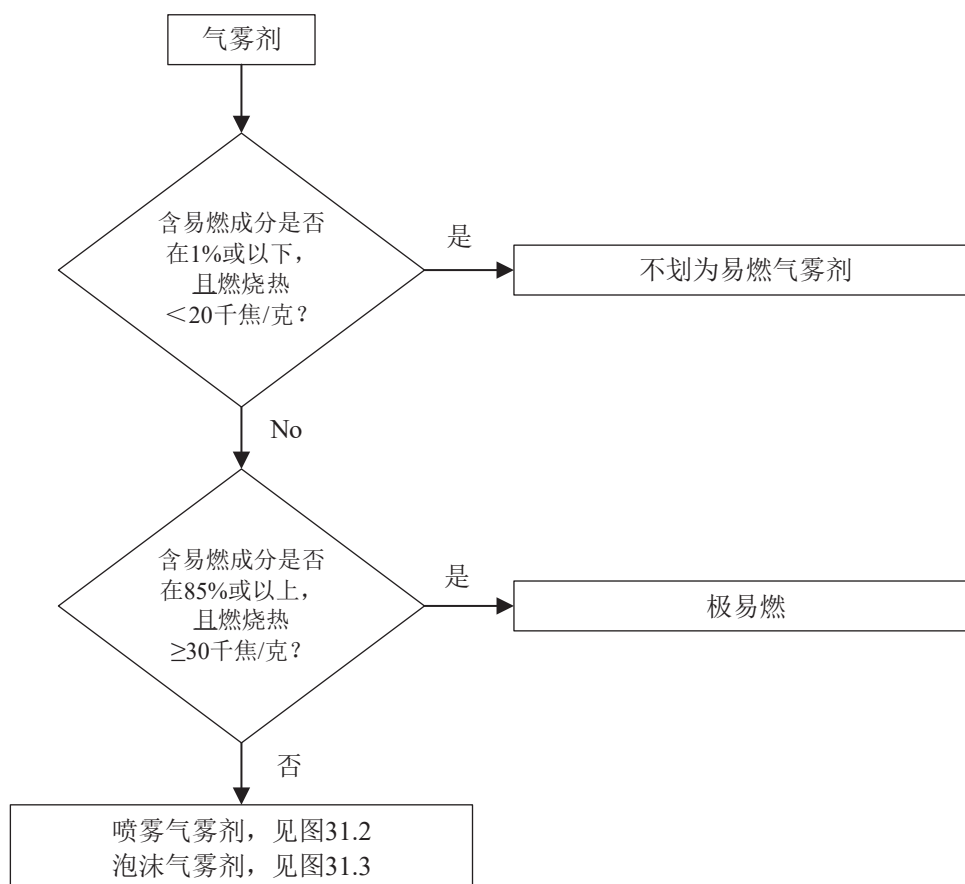 气雾剂
含易燃成分是否
在1%或以下，
且燃烧热
＜20千焦/克？
是
不划为易燃气雾剂
No
含易燃成分是否
在85%或以上，
且燃烧热
≥30千焦/克？
是
极易燃
否
喷雾气雾剂，见图31.2
泡沫气雾剂，见图31.3